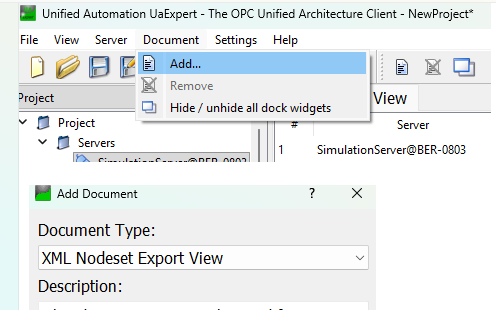 Unified Automation UaExpert - The OPC Unified Architecture Client - NewProject*
File View Server Document Settings Help
Add...
Remove
Hide / unhide all dock widgets
Project
View
Project
Servers
SimulationServer@BER-0803
# Server
1 SimulationServer@BER-0803
Add Document ? ×
Document Type:
XML Nodeset Export View
Description: